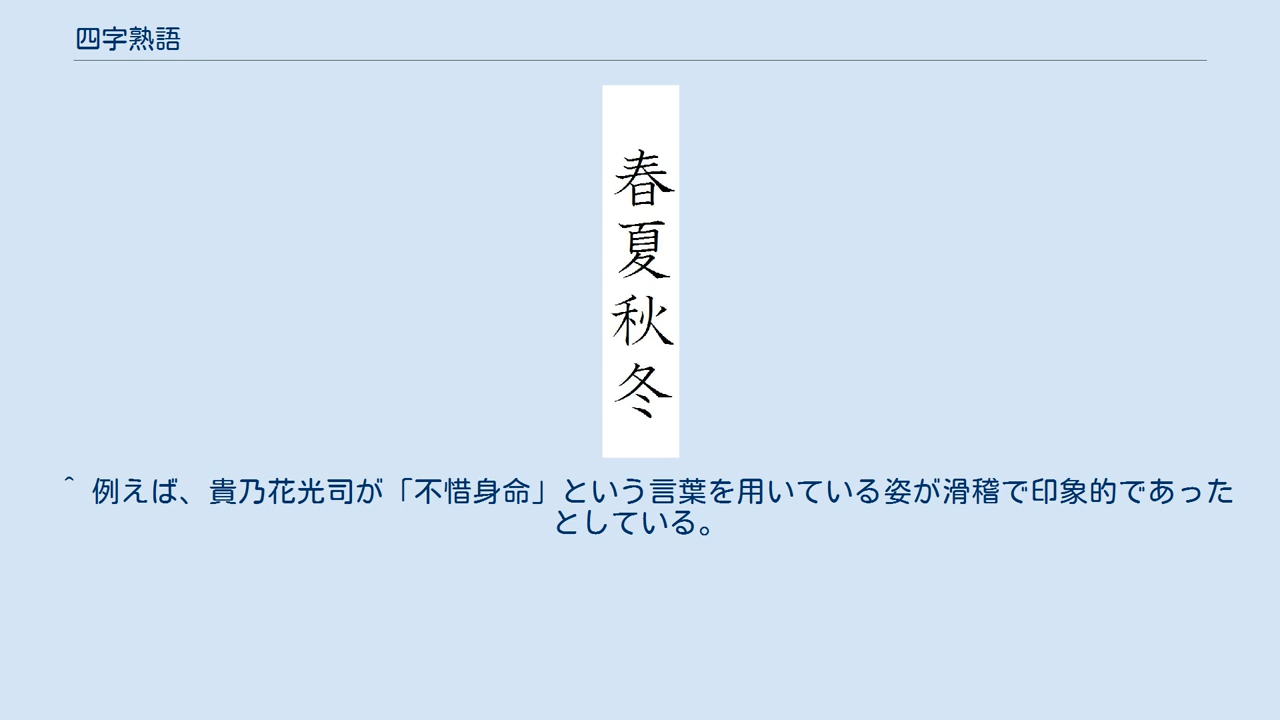 四字熟語
春夏秋冬
^ 例えば、貴乃花光司が「不惜身命」という言葉を用いている姿が滑稽で印象的であった
としている。